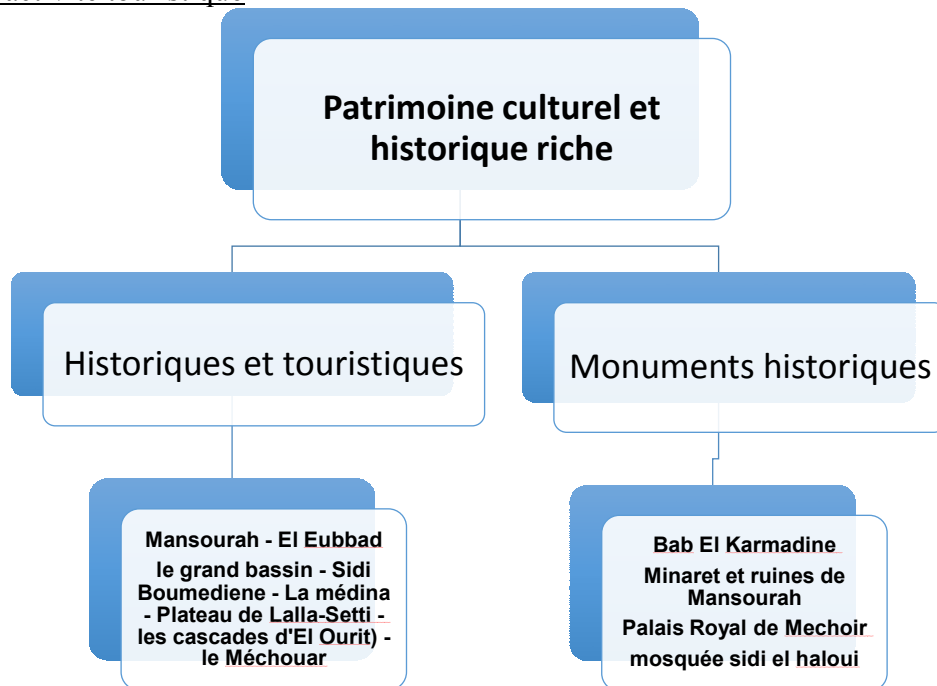 Patrimoine culturel et
historique riche
Historiques et touristiques
Monuments historiques
Mansourah - El Eubbad
le grand bassin - Sidi
Boumediene - La médina
- Plateau de Lalla-Setti -
les cascades d'El Ourit) -
le Méchouar
Bab El Karmadine
Minaret et ruines de
Mansourah
Palais Royal de Mechoir
mosquée sidi el haloui